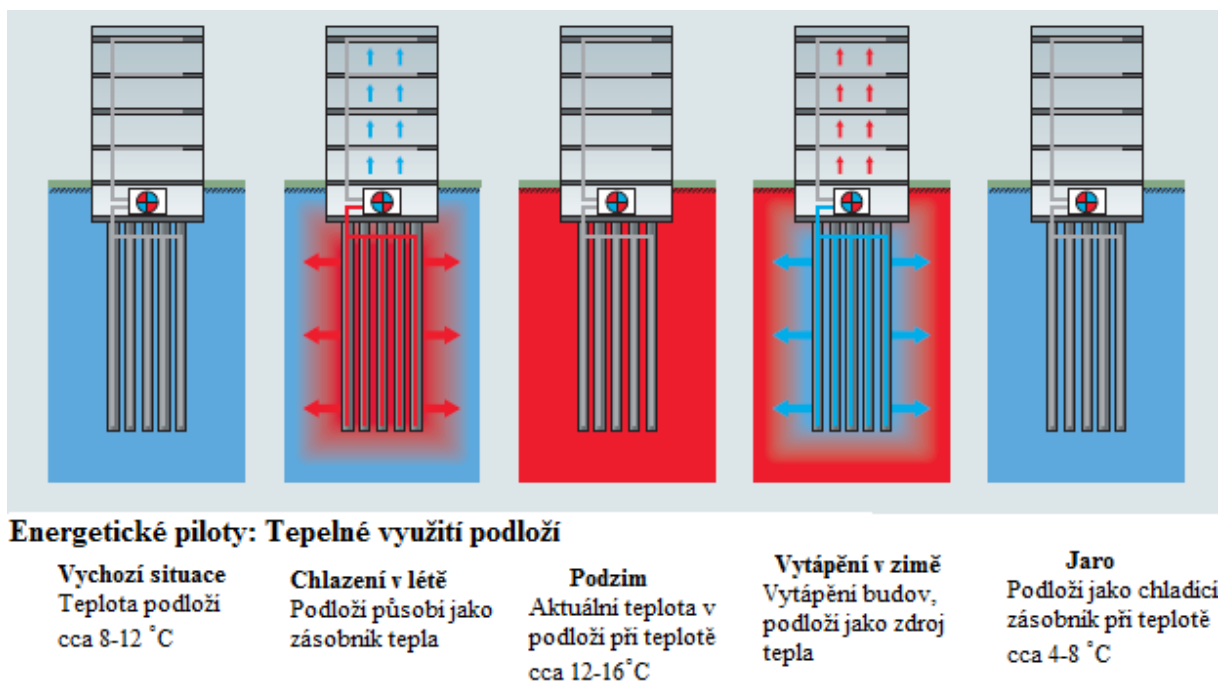 Energetické piloty: Tepelné využití podloží
Vychozí situace
Teplota podloží
cca 8-12 °C
Chlazení v létě
Podloží působí jako
zásobník tepla
Podzim
Aktuální teplota v
podloží při teplotě
cca 12-16°C
Vytápění v zimě
Vytápění budov,
podloží jako zdroj
tepla
Jaro
Podloží jako chladicí
zásobník při teplotě
cca 4-8 °C